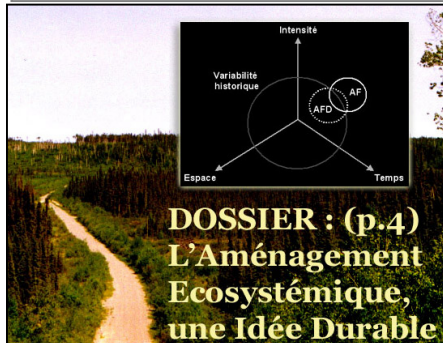 Intensité
Variabilité
historique
AF
AFD
Espace
Temps
DOSSIER : (p.4)
L'Aménagement
Ecosystémique,
une Idée Durable